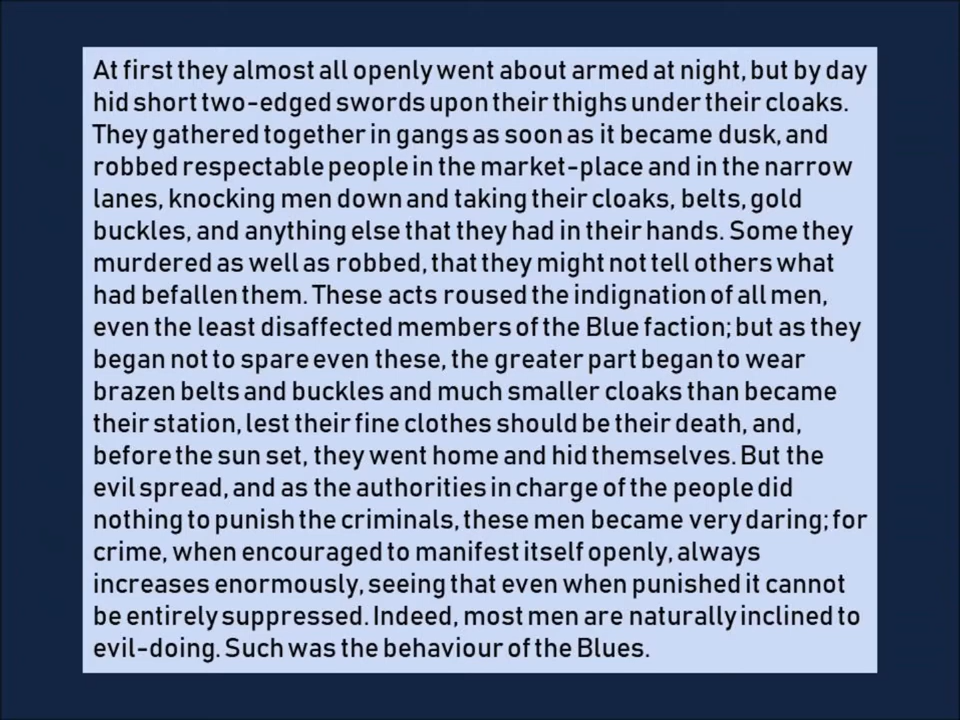 At first they almost all openly went about armed at night, but by day
hid short two-edged swords upon their thighs under their cloaks.
They gathered together in gangs as soon as it became dusk, and
robbed respectable people in the market-place and in the narrow
lanes, knocking men down and taking their cloaks, belts, gold
buckles, and anything else that they had in their hands. Some they
murdered as well as robbed, that they might not tell others what
had befallen them. These acts roused the indignation of all men,
even the least disaffected members of the Blue faction; but as they
began not to spare even these, the greater part began to wear
brazen belts and buckles and much smaller cloaks than became
their station, lest their fine clothes should be their death, and,
before the sun set, they went home and hid themselves. But the
evil spread, and as the authorities in charge of the people did
nothing to punish the criminals, these men became very daring; for
crime, when encouraged to manifest itself openly, always
increases enormously, seeing that even when punished it cannot
be entirely suppressed. Indeed, most men are naturally inclined to
evil-doing. Such was the behaviour of the Blues.